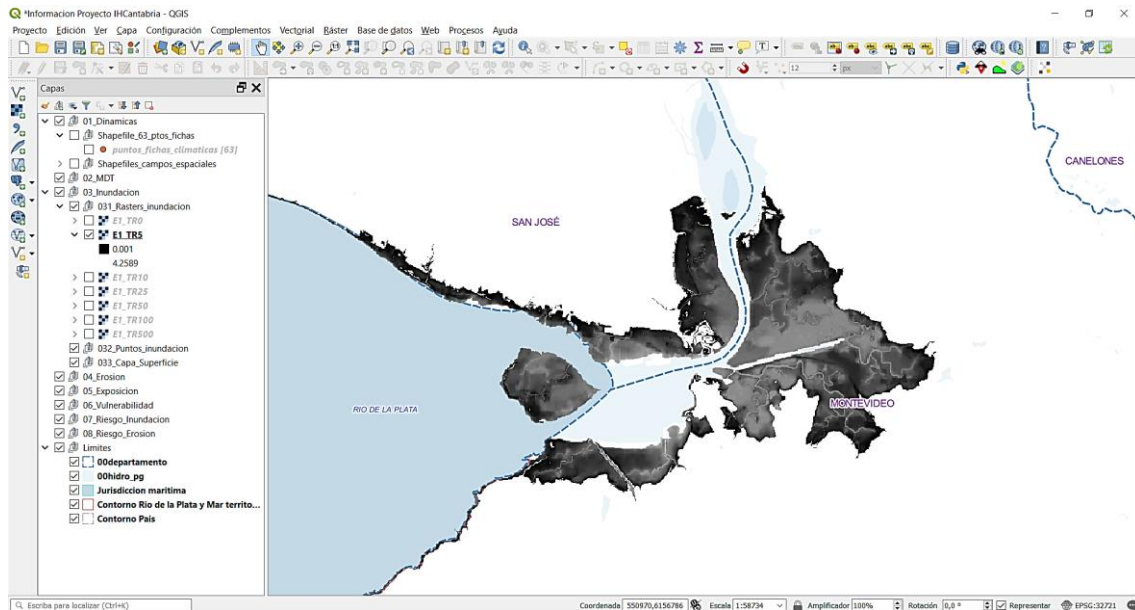 *Informacion Proyecto IHCantabria - QGIS
Proyecto Edición Ver Capa Configuración Complementos Vectorial Ráster Base de datos Web Procesos Ayuda
12 px
Capas
01_Dinamicas
Shapefile_63_ptos_fichas
puntos_fichas_climaticas [63]
Shapefiles_campos_espaciales
02_MDT
03_Inundacion
031_Rasters_inundacion
E1_TR0
E1_TR5
0.001
4.2589
E1_TR10
E1_TR25
E1_TR50
E1_TR100
E1_TR500
032_Puntos_inundacion
033_Capa_Superficie
04_Erosion
05_Exposicion
06_Vulnerabilidad
07_Riesgo_Inundacion
08_Riesgo_Erosion
Limites
00departamento
00hidro_pg
Jurisdiccion maritima
Contorno Rio de la Plata y Mar territo...
Contorno Pais
CANELONES
SAN JOSÉ
RIO DE LA PLATA
MONTEVIDEO
Escriba para localizar (Ctrl+K)
Coordenada 550970,6156786 Escala 1:58734 Amplificador 100% Rotación 0,0 ° Representar EPSG:32721